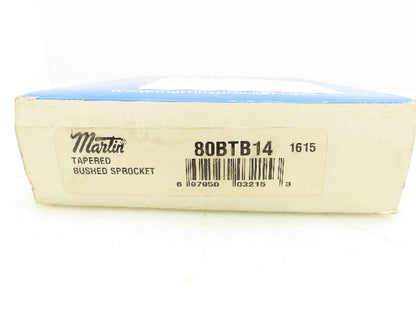 Martin
80BTB14 1615
TAPERED
BUSHED SPROCKET
6 87950 03215 3